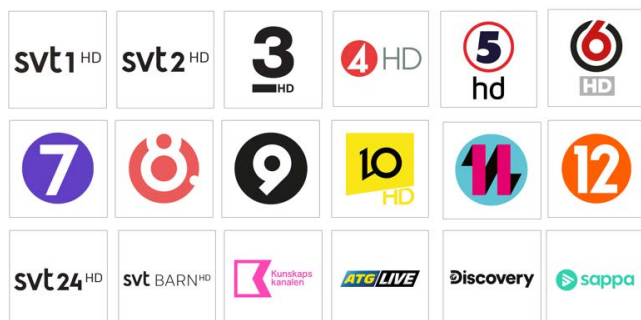 svt1 HD
svt2 HD
3 HD
4 HD
5 hd
6 HD
7
8
9
10 HD
11
12
svt24 HD
svt BARN HD
Kunskaps
kanalen
ATG LIVE
Discovery
sappa